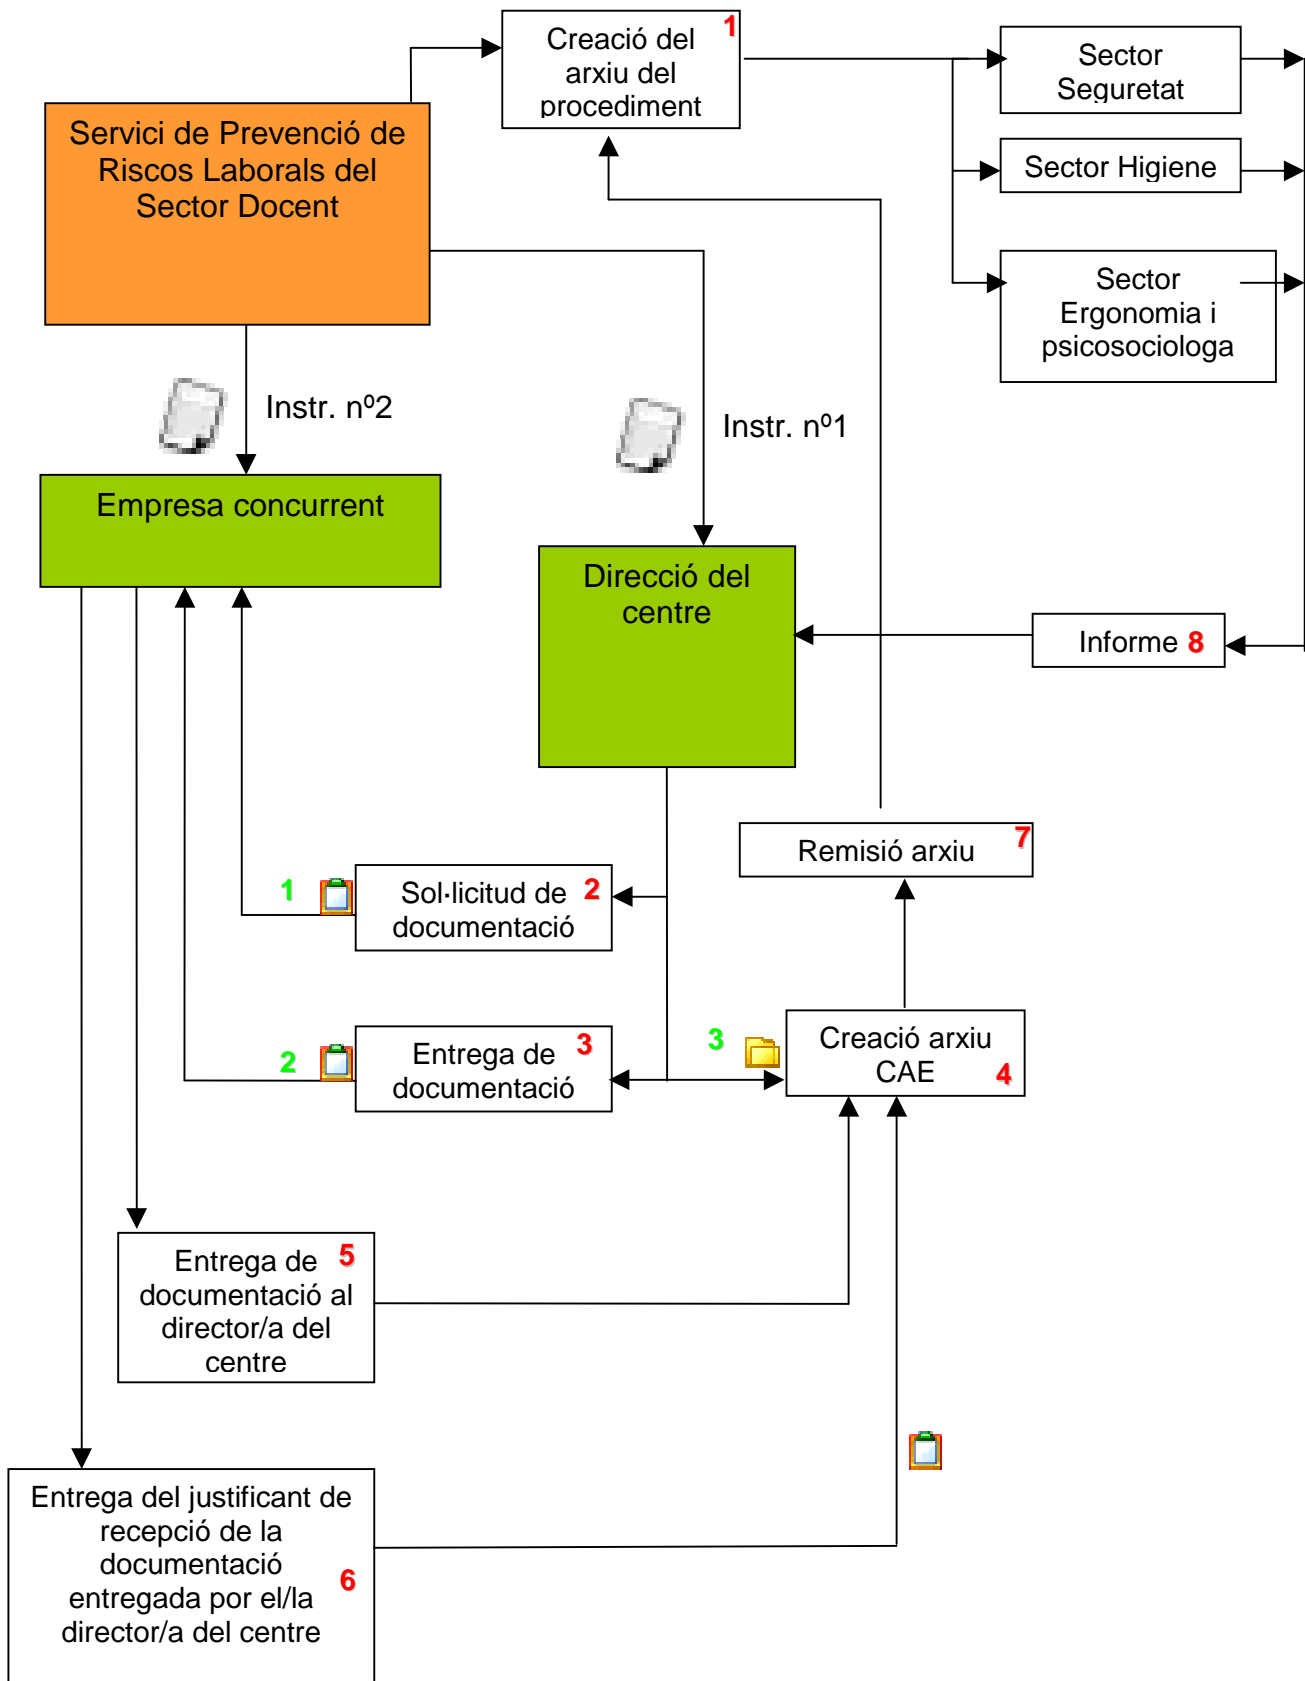 Creació del 1
arxiu del
procediment
Sector
Seguretat
Servici de Prevenció de
Riscos Laborals del
Sector Docent
Sector Higiene
Sector
Ergonomia i
psicosociologa
Instr. nº2
Instr. nº1
Empresa concurrent
Direcció del
centre
Informe 8
Remisió arxiu 7
1
Sol·licitud de 2
documentació
2
Entrega de 3
documentació
3
Creació arxiu
CAE 4
Entrega de 5
documentació al
director/a del
centre
Entrega del justificant de
recepció de la
documentació
entregada por el/la 6
director/a del centre